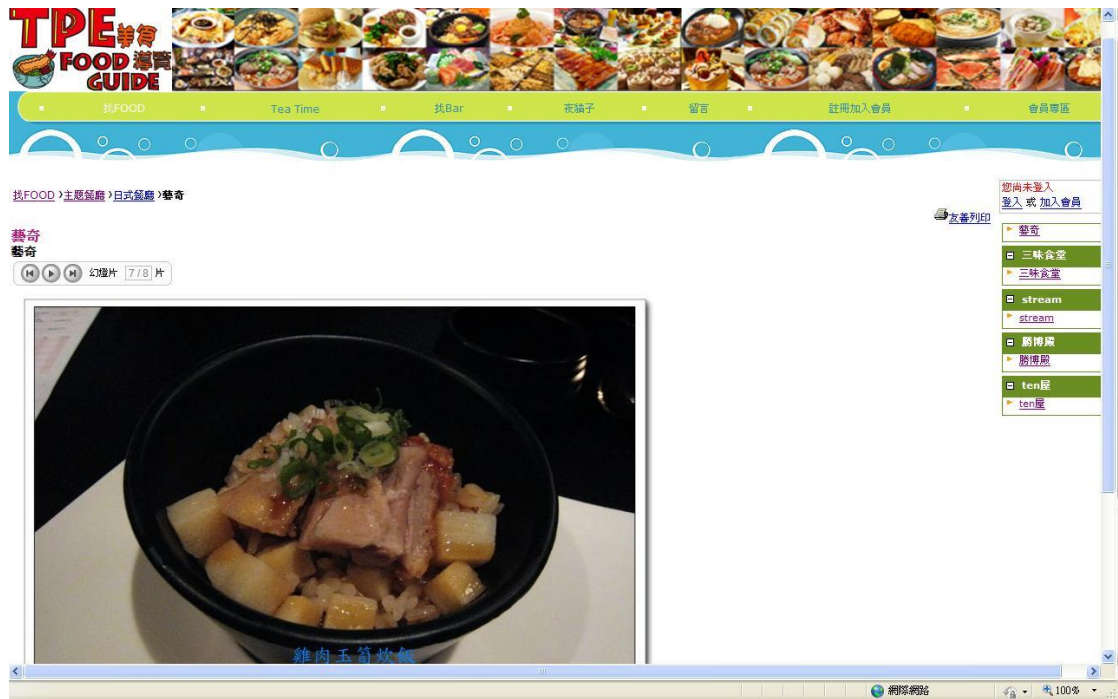 TPE美食
FOOD 導覽
GUIDE
找FOOD
Tea Time
找Bar
夜貓子
留言
註冊加入會員
會員專區
找FOOD 〉主題餐廳 〉日式餐廳 〉藝奇
友善列印
藝奇
藝奇
幻燈片 7 / 8 片
雞肉玉筍炊飯
您尚未登入
登入 或 加入會員
藝奇
三味食堂
三味食堂
stream
stream
勝博殿
勝博殿
ten屋
ten屋
網際網路
100%